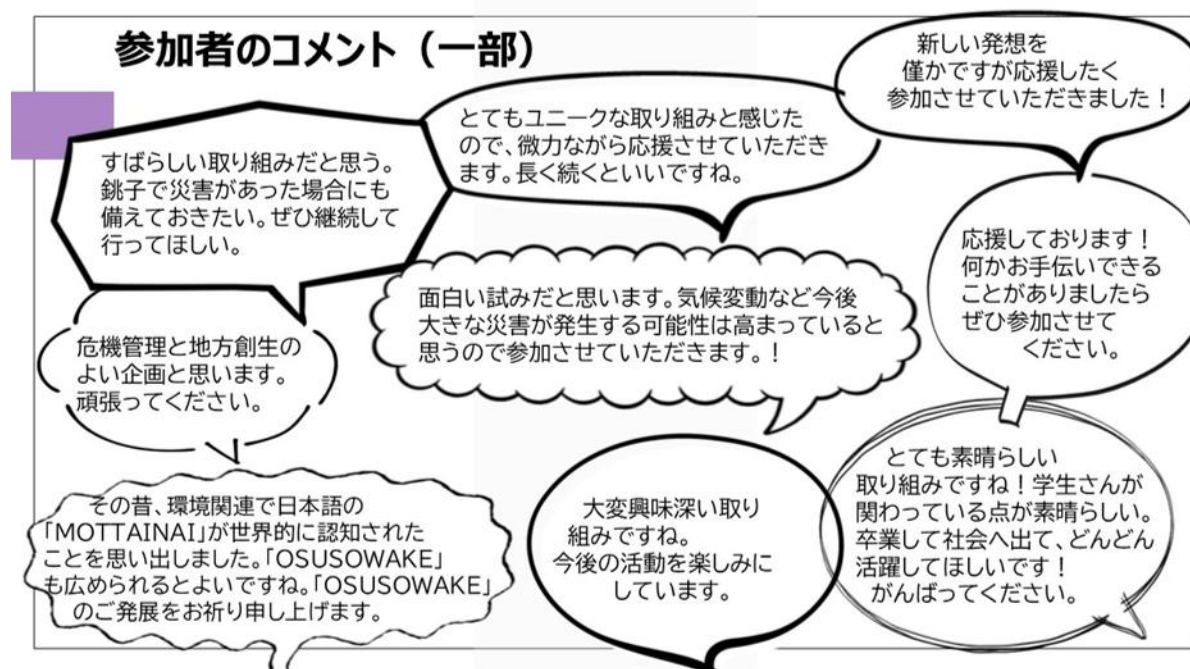 参加者のコメント（一部）
新しい発想を
僅かですが応援したく
参加させていただきました！
とてもユニークな取り組みと感じた
ので、微力ながら応援させていただき
ます。長く続くといいですね。
すばらしい取り組みだと思う。
銚子で災害があった場合にも
備えておきたい。ぜひ継続して
行ってほしい。
応援しております！
何かお手伝いできる
ことがありましたら
ぜひ参加させて
ください。
面白い試みだと思います。気候変動など今後
大きな災害が発生する可能性は高まっていると
思うので参加させていただきます。！
危機管理と地方創生の
よい企画と思います。
頑張ってください。
とても素晴らしい
取り組みですね！学生さんが
関わっている点が素晴らしい。
卒業して社会へ出て、どんどん
活躍してほしいです！
がんばってください。
その昔、環境関連で日本語の
「MOTTAINAI」が世界的に認知された
ことを思い出しました。「OSUSOWAKE」
も広められるとよいですね。「OSUSOWAKE」
のご発展をお祈り申し上げます。
大変興味深い取り
組みですね。
今後の活動を楽しみに
しています。